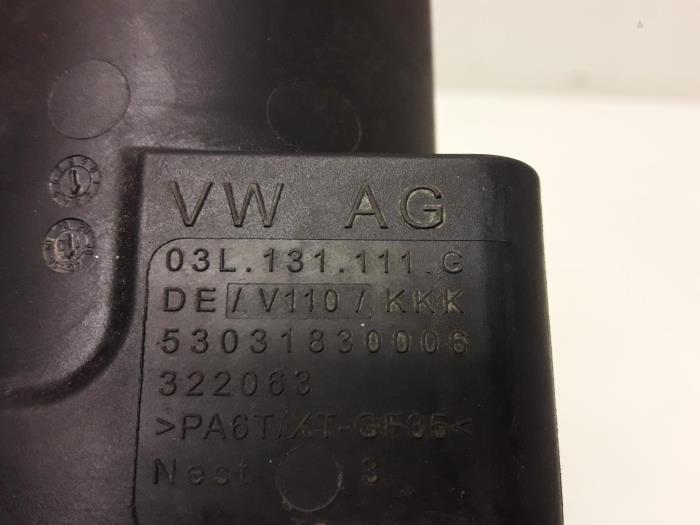 VW AG
03L.131.111.G
DE/V110/KKK
53031830006
322063
>PA6T/XT-GF35<
Nest 3